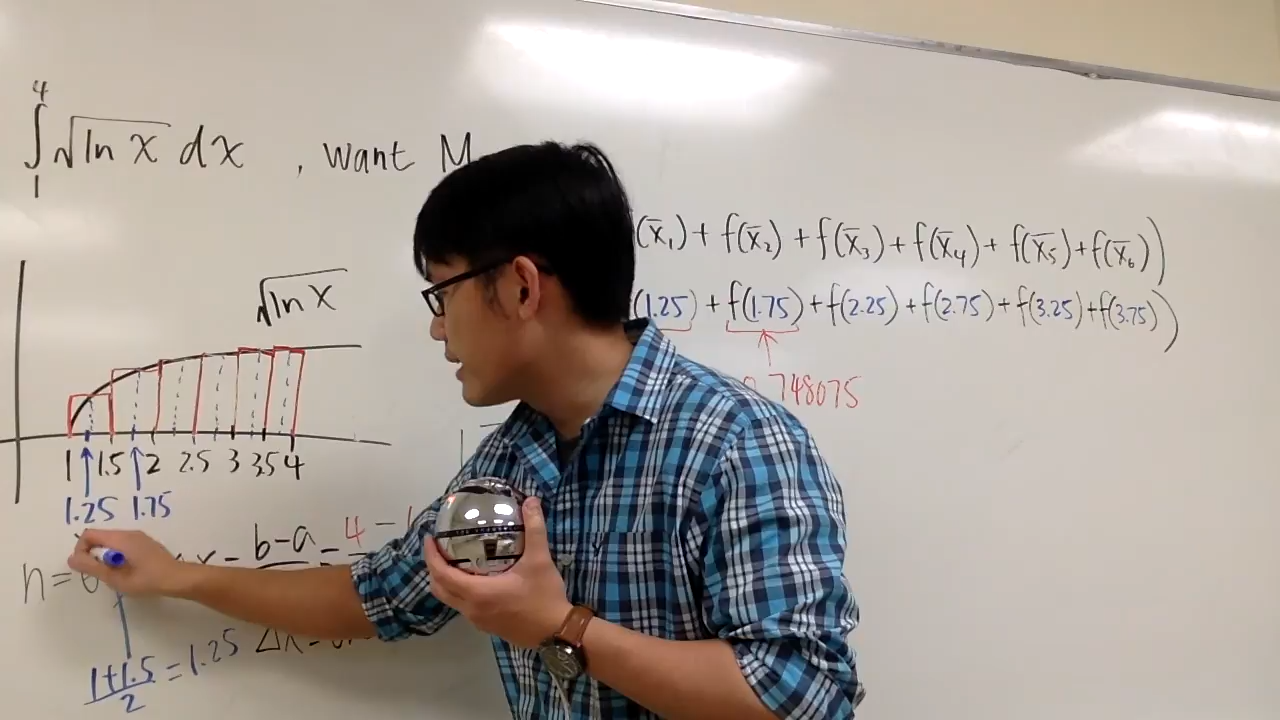 ∫₁⁴ √(ln x) dx , want M
(x̄₁) + f(x̄₂) + f(x̄₃) + f(x̄₄) + f(x̄₅) + f(x̄₆))
(1.25) + f(1.75) + f(2.25) + f(2.75) + f(3.25) + f(3.75))
√(ln x)
748075
1 1.5 2 2.5 3 3.5 4
1.25 1.75
n = 6
b-a = 4 -
(1+1.5)/2 = 1.25
Δx =